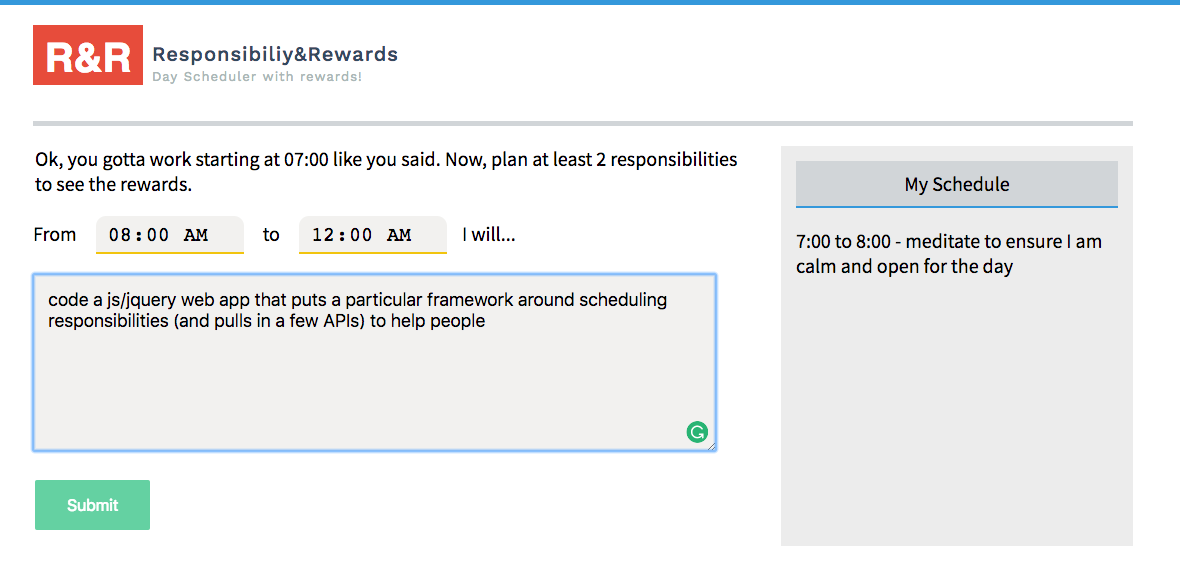 R&R
Responsibiliy&Rewards
Day Scheduler with rewards!
Ok, you gotta work starting at 07:00 like you said. Now, plan at least 2 responsibilities
to see the rewards.
From 08:00 AM to 12:00 AM I will...
code a js/jquery web app that puts a particular framework around scheduling
responsibilities (and pulls in a few APIs) to help people
Submit
My Schedule
7:00 to 8:00 - meditate to ensure I am
calm and open for the day